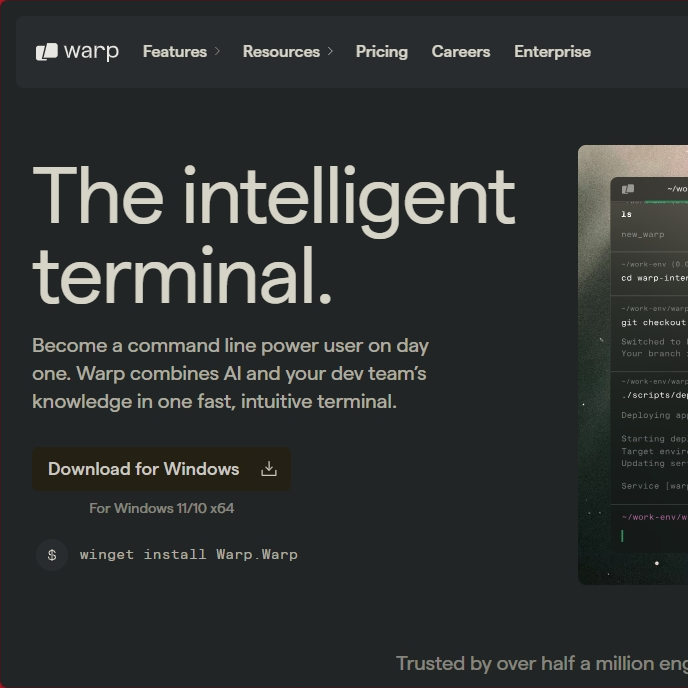 warp
Features
Resources
Pricing
Careers
Enterprise
The intelligent
terminal.
Become a command line power user on day
one. Warp combines AI and your dev team’s
knowledge in one fast, intuitive terminal.
Download for Windows
For Windows 11/10 x64
$ winget install Warp.Warp
~/wo
ls
new_warp
~/work-env (0.0
cd warp-inter
~/work-env/warp
git checkout
Switched to
Your branch
~/work-env/warp
./scripts/dep
Deploying app
Starting dep
Target enviro
Updating serv
Service [warp
~/work-env/w
Trusted by over half a million eng